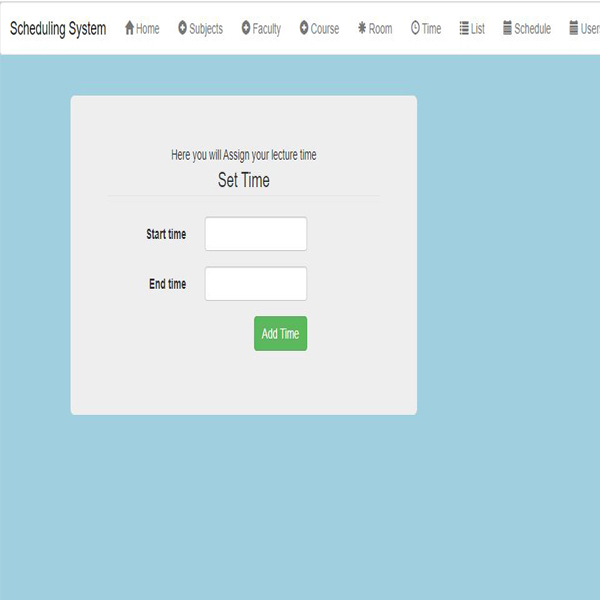 Scheduling System Home Subjects Faculty Course Room Time List Schedule User
Here you will Assign your lecture time
Set Time
Start time
End time
Add Time